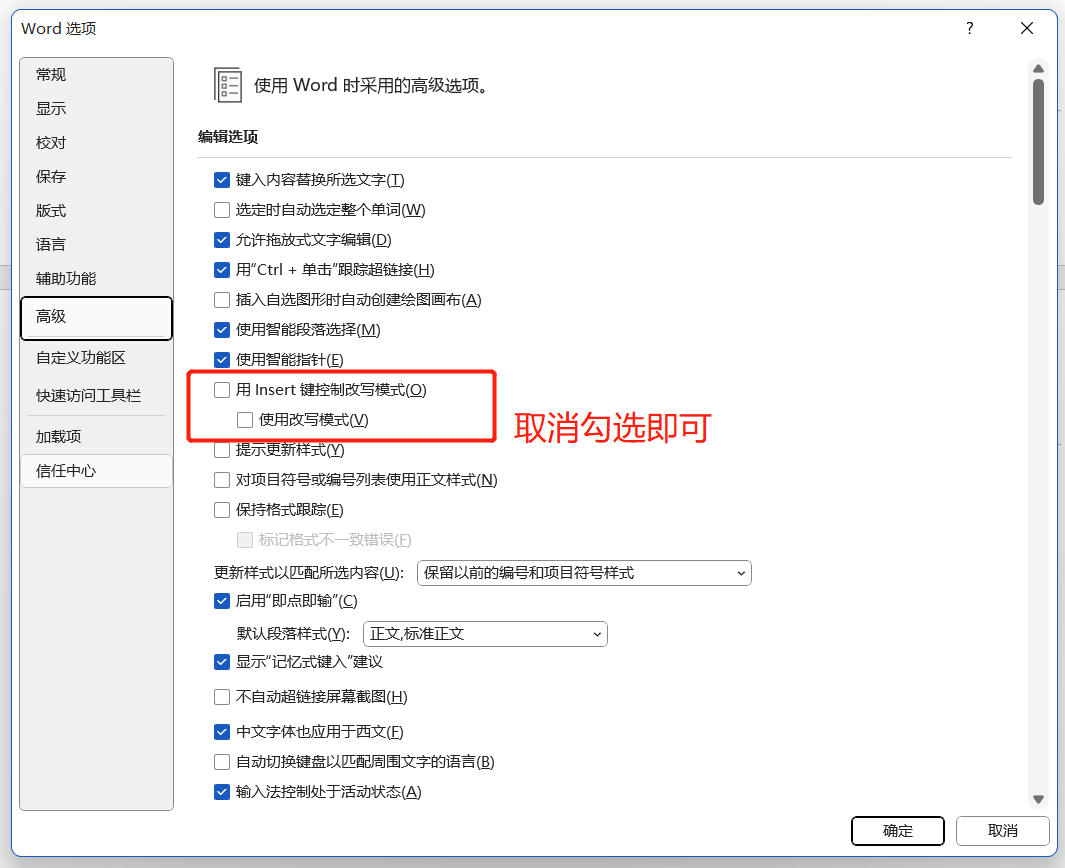 Word 选项
?
常规
显示
校对
保存
版式
语言
辅助功能
高级
自定义功能区
快速访问工具栏
加载项
信任中心
使用 Word 时采用的高级选项。
编辑选项
键入内容替换所选文字(T)
选定时自动选定整个单词(W)
允许拖放式文字编辑(D)
用"Ctrl + 单击"跟踪超链接(H)
插入自选图形时自动创建绘图画布(A)
使用智能段落选择(M)
使用智能指针(E)
用 Insert 键控制改写模式(O)
使用改写模式(V)
取消勾选即可
提示更新样式(Y)
对项目符号或编号列表使用正文样式(N)
保持格式跟踪(E)
标记格式不一致错误(F)
更新样式以匹配所选内容(U): 保留以前的编号和项目符号样式
启用"即点即输"(C)
默认段落样式(Y): 正文,标准正文
显示"记忆式键入"建议
不自动超链接屏幕截图(H)
中文字体也应用于西文(F)
自动切换键盘以匹配周围文字的语言(B)
输入法控制处于活动状态(A)
确定 取消